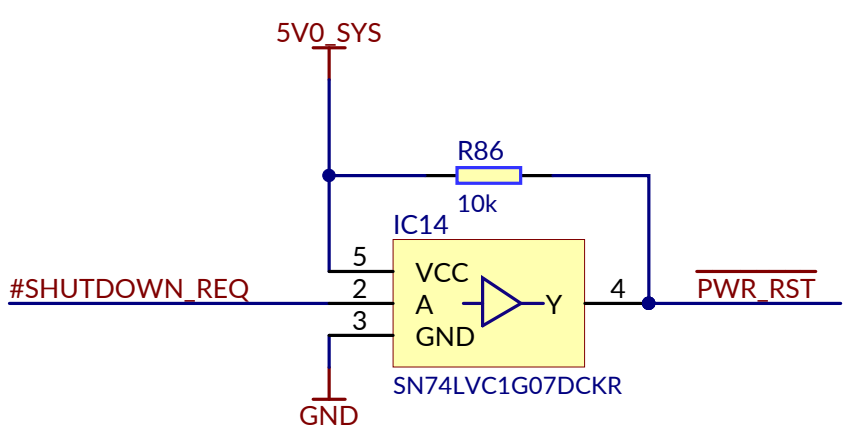 5V0_SYS
R86
10k
IC14
5
VCC
#SHUTDOWN_REQ
2
A
Y
4
PWR_RST
3
GND
SN74LVC1G07DCKR
GND